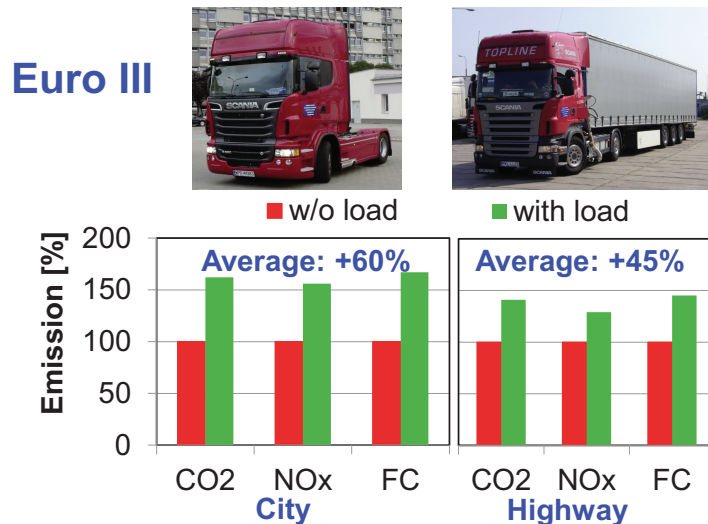 Euro III
SCANIA
TOPLINE
SCANIA
w/o load
with load
Emission [%]
200
150
100
50
0
Average: +60%
Average: +45%
CO2 NOx FC
CO2 NOx FC
City
Highway